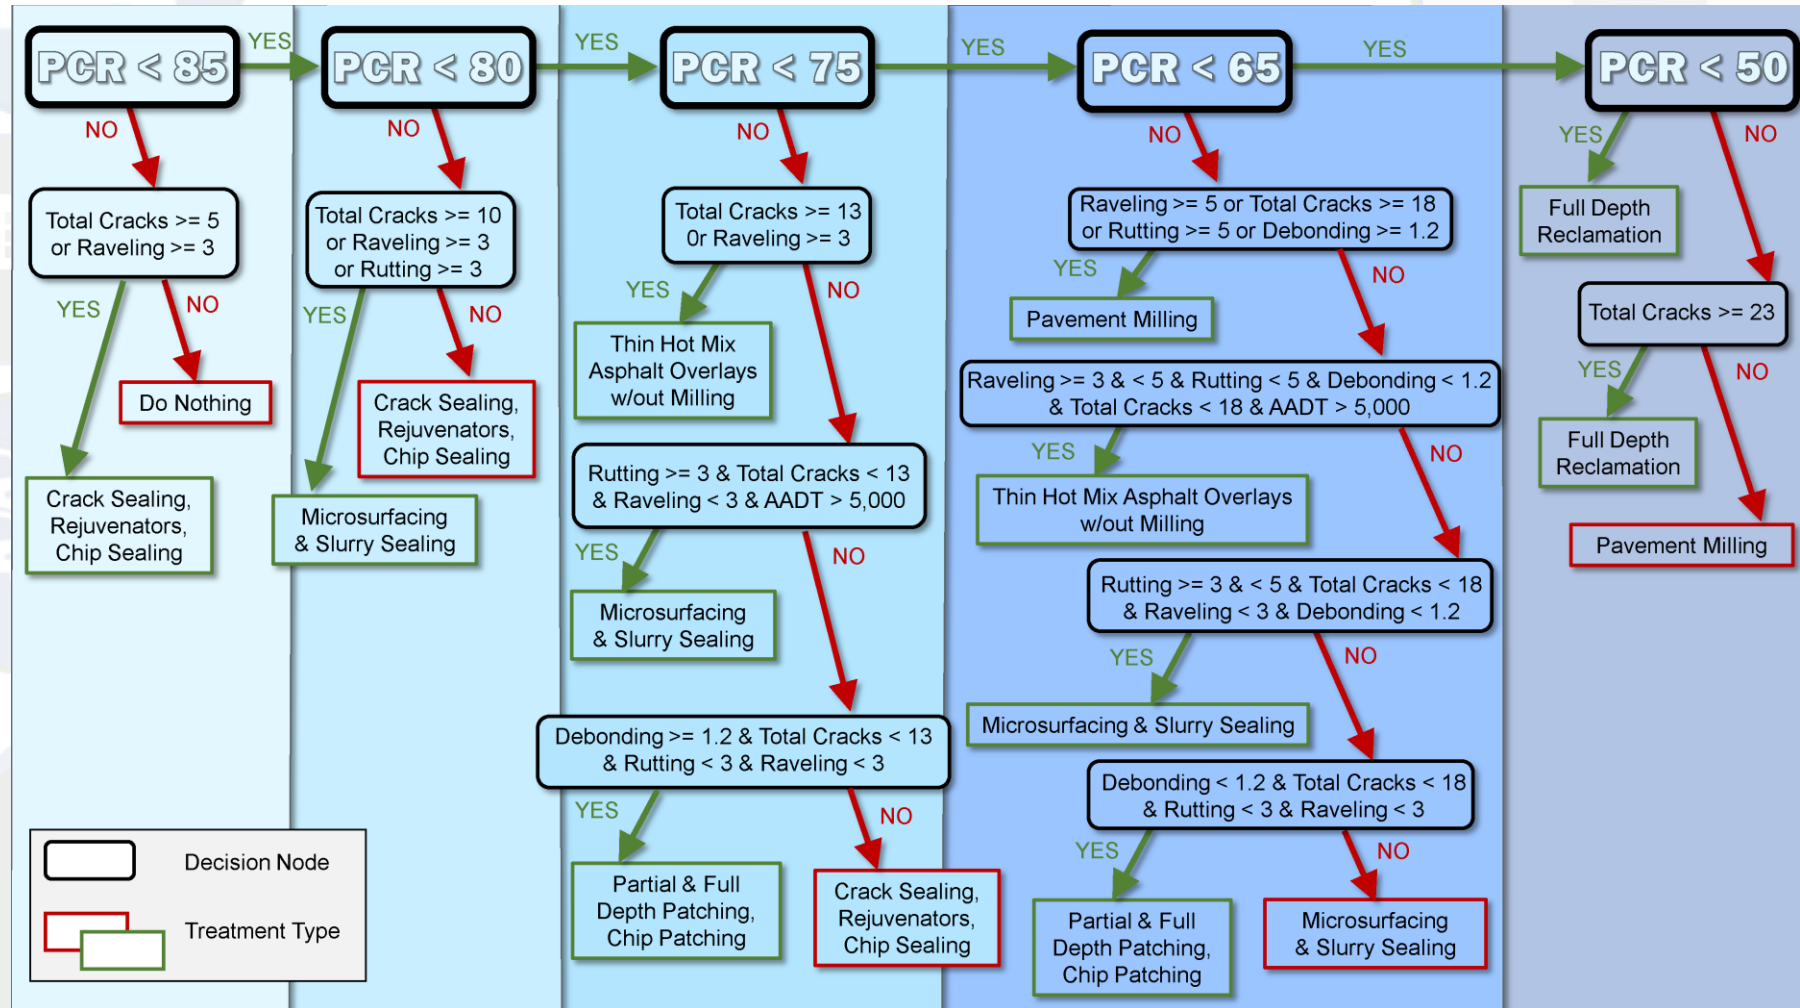 PCR < 85
YES
PCR < 80
YES
PCR < 75
YES
PCR < 65
YES
PCR < 50
NO
Total Cracks >= 5
or Raveling >= 3
YES
NO
Do Nothing
Crack Sealing,
Rejuvenators,
Chip Sealing
NO
Total Cracks >= 10
or Raveling >= 3
or Rutting >= 3
YES
NO
Crack Sealing,
Rejuvenators,
Chip Sealing
Microsurfacing
& Slurry Sealing
NO
Total Cracks >= 13
0r Raveling >= 3
YES
NO
Thin Hot Mix
Asphalt Overlays
w/out Milling
Rutting >= 3 & Total Cracks < 13
& Raveling < 3 & AADT > 5,000
YES
NO
Microsurfacing
& Slurry Sealing
Debonding >= 1.2 & Total Cracks < 13
& Rutting < 3 & Raveling < 3
YES
NO
Partial & Full
Depth Patching,
Chip Patching
Crack Sealing,
Rejuvenators,
Chip Sealing
NO
Raveling >= 5 or Total Cracks >= 18
or Rutting >= 5 or Debonding >= 1.2
YES
NO
Pavement Milling
Raveling >= 3 & < 5 & Rutting < 5 & Debonding < 1.2
& Total Cracks < 18 & AADT > 5,000
YES
NO
Thin Hot Mix Asphalt Overlays
w/out Milling
Rutting >= 3 & < 5 & Total Cracks < 18
& Raveling < 3 & Debonding < 1.2
YES
NO
Microsurfacing & Slurry Sealing
Debonding < 1.2 & Total Cracks < 18
& Rutting < 3 & Raveling < 3
YES
NO
Partial & Full
Depth Patching,
Chip Patching
Microsurfacing
& Slurry Sealing
YES
NO
Full Depth
Reclamation
Total Cracks >= 23
YES
NO
Full Depth
Reclamation
Pavement Milling
Decision Node
Treatment Type